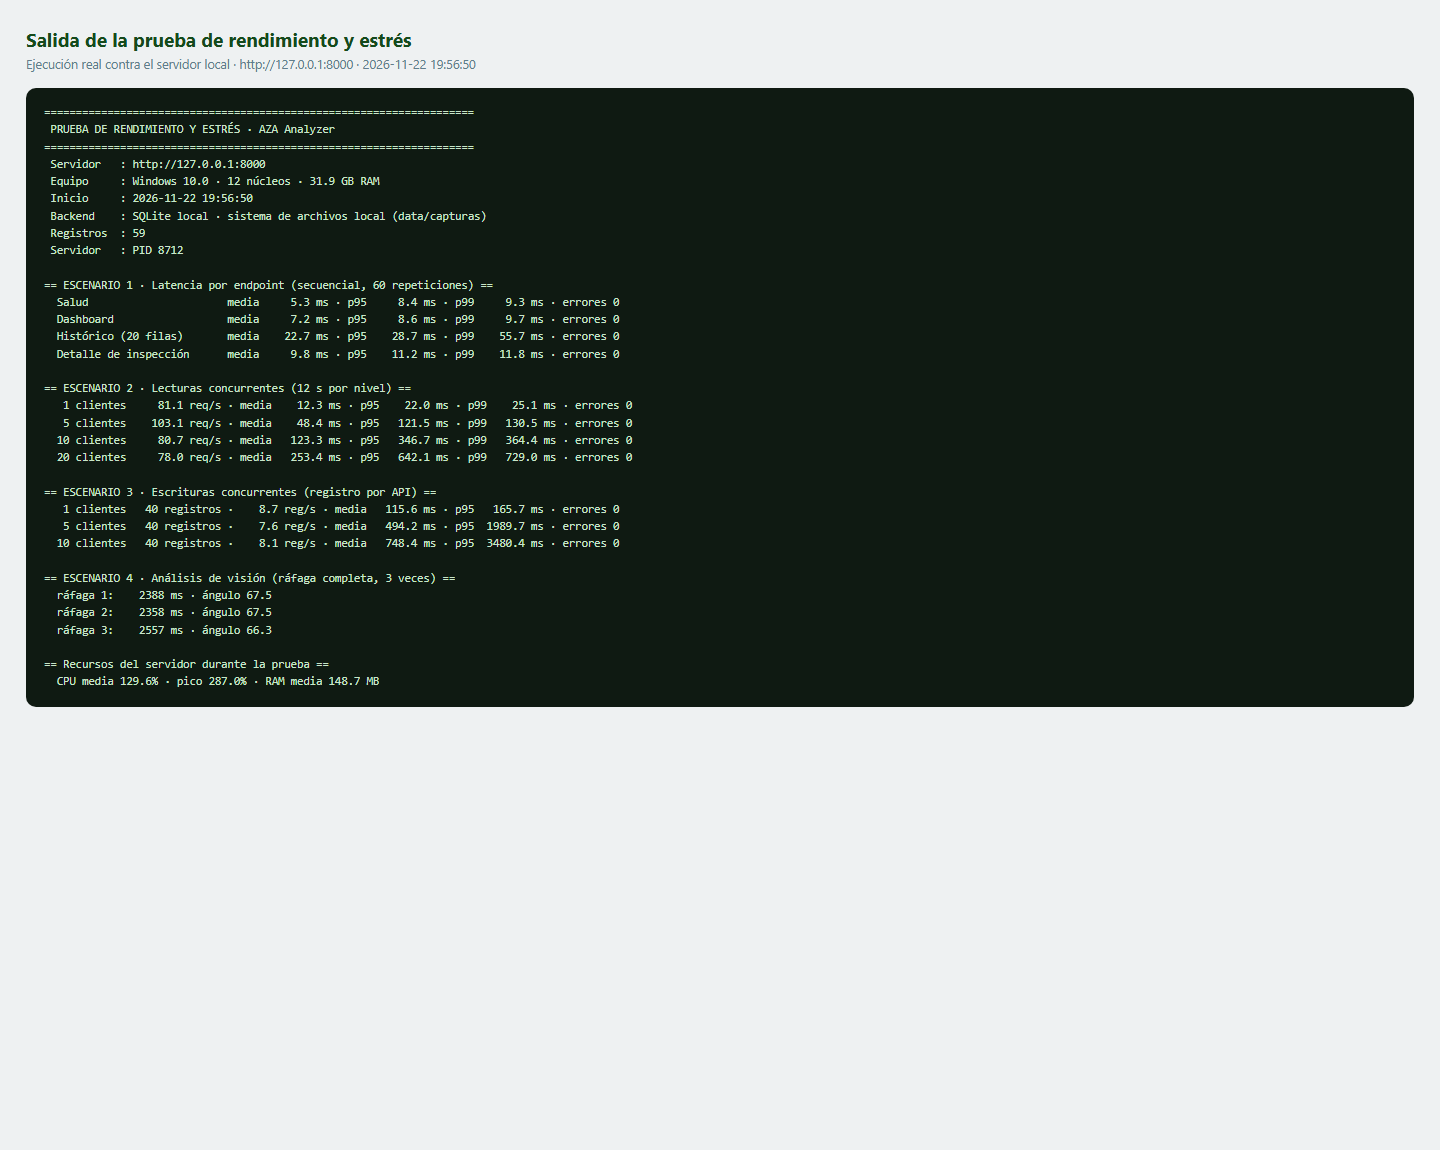 Salida de la prueba de rendimiento y estrés
Ejecución real contra el servidor local · http://127.0.0.1:8000 · 2026-11-22 19:56:50
====================================================================
PRUEBA DE RENDIMIENTO Y ESTRÉS · AZA Analyzer
====================================================================
Servidor : http://127.0.0.1:8000
Equipo : Windows 10.0 · 12 núcleos · 31.9 GB RAM
Inicio : 2026-11-22 19:56:50
Backend : SQLite local · sistema de archivos local (data/capturas)
Registros : 59
Servidor : PID 8712
== ESCENARIO 1 · Latencia por endpoint (secuencial, 60 repeticiones) ==
Salud media 5.3 ms · p95 8.4 ms · p99 9.3 ms · errores 0
Dashboard media 7.2 ms · p95 8.6 ms · p99 9.7 ms · errores 0
Histórico (20 filas) media 22.7 ms · p95 28.7 ms · p99 55.7 ms · errores 0
Detalle de inspección media 9.8 ms · p95 11.2 ms · p99 11.8 ms · errores 0
== ESCENARIO 2 · Lecturas concurrentes (12 s por nivel) ==
1 clientes 81.1 req/s · media 12.3 ms · p95 22.0 ms · p99 25.1 ms · errores 0
5 clientes 103.1 req/s · media 48.4 ms · p95 121.5 ms · p99 130.5 ms · errores 0
10 clientes 80.7 req/s · media 123.3 ms · p95 346.7 ms · p99 364.4 ms · errores 0
20 clientes 78.0 req/s · media 253.4 ms · p95 642.1 ms · p99 729.0 ms · errores 0
== ESCENARIO 3 · Escrituras concurrentes (registro por API) ==
1 clientes 40 registros · 8.7 reg/s · media 115.6 ms · p95 165.7 ms · errores 0
5 clientes 40 registros · 7.6 reg/s · media 494.2 ms · p95 1989.7 ms · errores 0
10 clientes 40 registros · 8.1 reg/s · media 748.4 ms · p95 3480.4 ms · errores 0
== ESCENARIO 4 · Análisis de visión (ráfaga completa, 3 veces) ==
ráfaga 1: 2388 ms · ángulo 67.5
ráfaga 2: 2358 ms · ángulo 67.5
ráfaga 3: 2557 ms · ángulo 66.3
== Recursos del servidor durante la prueba ==
CPU media 129.6% · pico 287.0% · RAM media 148.7 MB